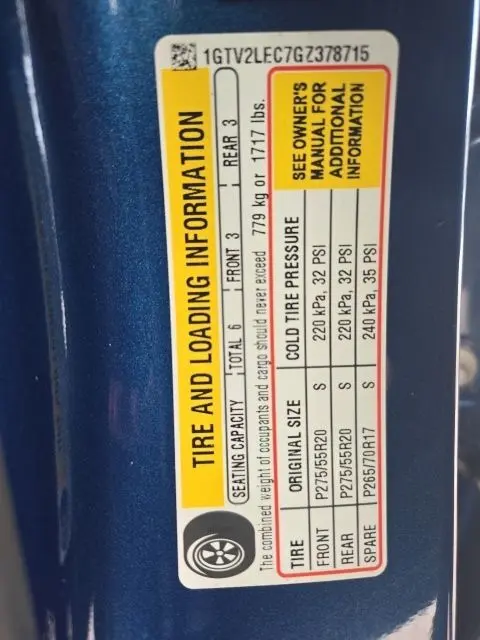 1GTV2LEC7GZ378715
TIRE AND LOADING INFORMATION
SEATING CAPACITY TOTAL 6 FRONT 3 REAR 3
The combined weight of occupants and cargo should never exceed 779 kg or 1717 lbs.
TIRE ORIGINAL SIZE COLD TIRE PRESSURE
FRONT P275/55R20 S 220 kPa, 32 PSI
REAR P275/55R20 S 220 kPa, 32 PSI
SPARE P265/70R17 S 240 kPa, 35 PSI
SEE OWNER'S
MANUAL FOR
ADDITIONAL
INFORMATION